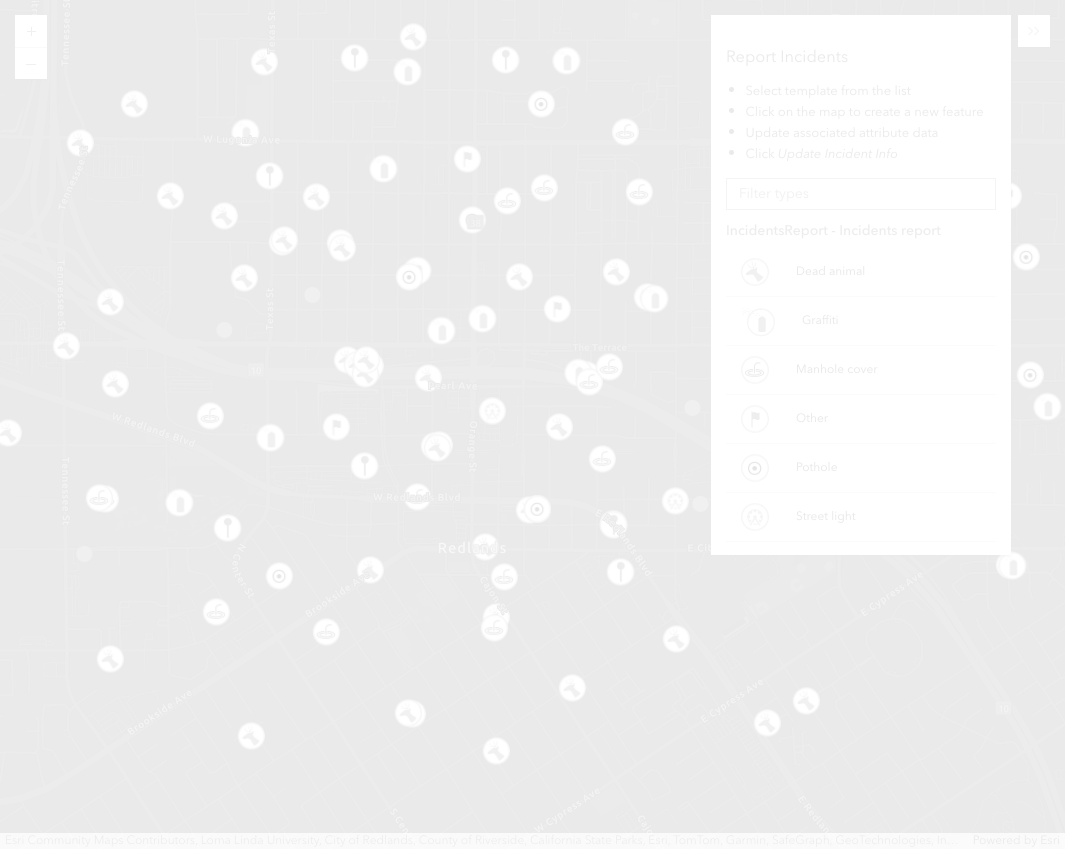 Report Incidents
Select template from the list
Click on the map to create a new feature
Update associated attribute data
Click Update Incident Info
Filter types
IncidentsReport - Incidents report
Dead animal
Graffiti
Manhole cover
Other
Pothole
Street light
Tennessee St
Texas St
The Terrace
W Redlands Blvd
Orange St
Tennessee St
W Redlands Blvd
Redlands
Brookside Ave
E Cypress Ave
Brookside Ave
E Cypress Ave
W Cypress Ave
Esri Community Maps Contributors, Loma Linda University, City of Redlands, County of Riverside, California State Parks, Esri, TomTom, Garmin, SafeGraph, GeoTechnologies, In...
Powered by Esri